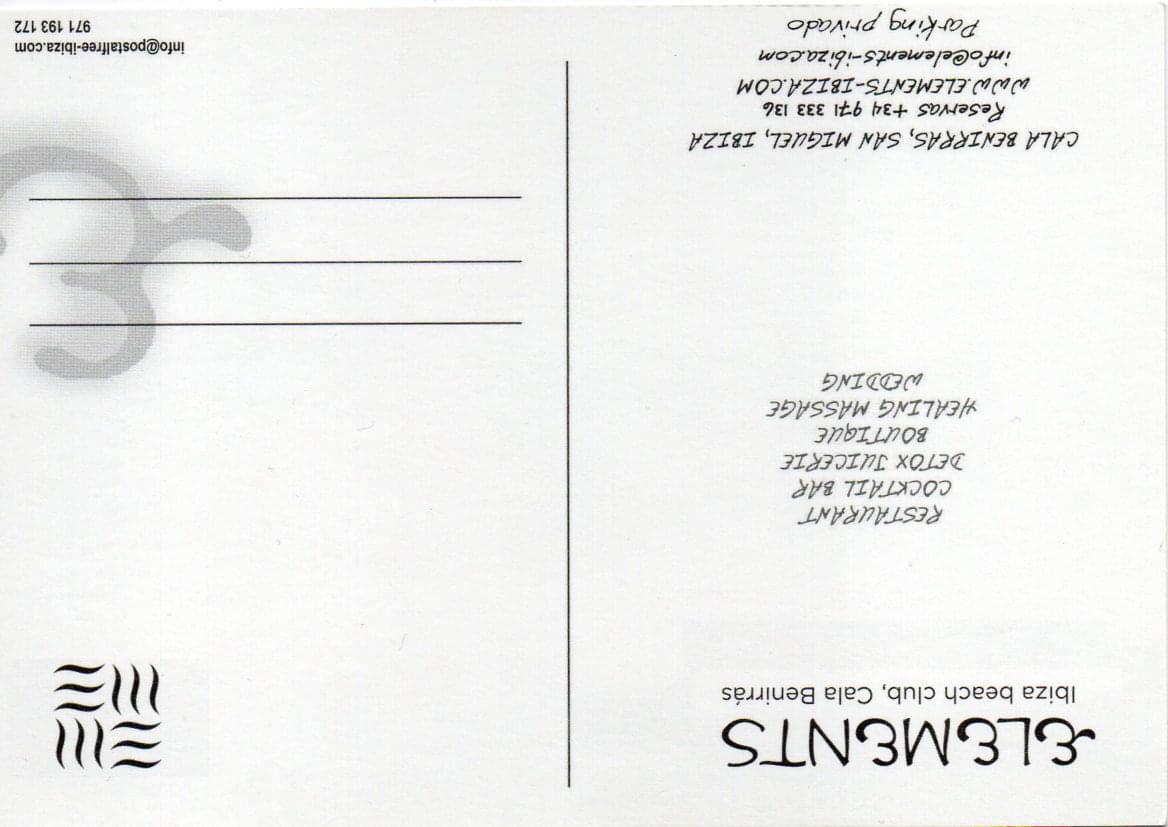 ELEMENTS
Ibiza beach club, Cala Benirrás
RESTAURANT
COCKTAIL BAR
DETOX JUICERIE
BOUTIQUE
HEALING MASSAGE
WEDDING
CALA BENIRRAS, SAN MIGUEL, IBIZA
Reservas +34 971 333 136
WWW.ELEMENTS-IBIZA.COM
info@elements-ibiza.com
Parking privado
info@postalfree-ibiza.com
971 193 172